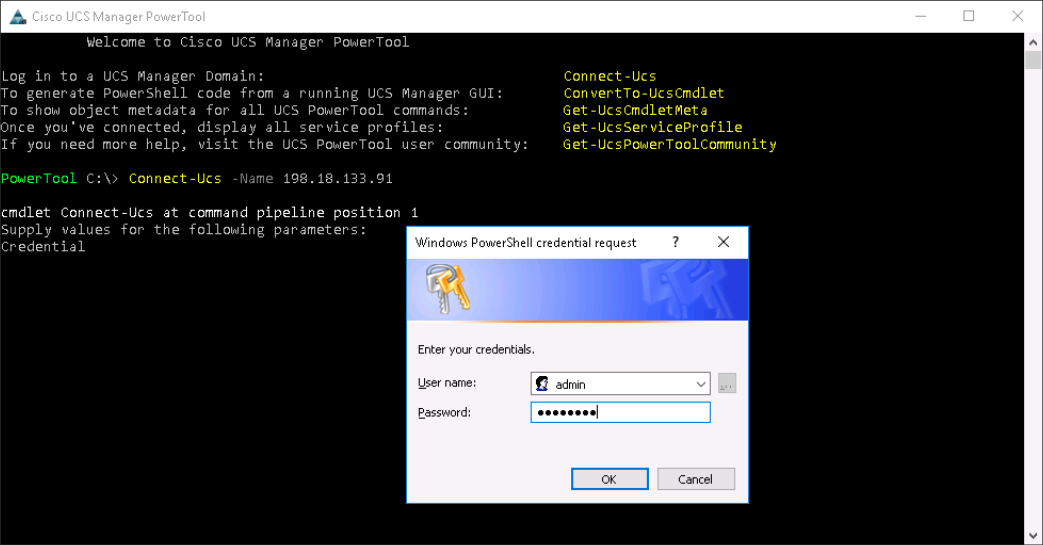 Cisco UCS Manager PowerTool
Welcome to Cisco UCS Manager PowerTool
Log in to a UCS Manager Domain: Connect-Ucs
To generate PowerShell code from a running UCS Manager GUI: ConvertTo-UcsCmdlet
To show object metadata for all UCS PowerTool commands: Get-UcsCmdletMeta
Once you've connected, display all service profiles: Get-UcsServiceProfile
If you need more help, visit the UCS PowerTool user community: Get-UcsPowerToolCommunity
PowerTool C:\> Connect-Ucs -Name 198.18.133.91
cmdlet Connect-Ucs at command pipeline position 1
Supply values for the following parameters:
Credential
Windows PowerShell credential request ?
Enter your credentials.
User name: admin ...
Password: ●●●●●●●●
OK Cancel